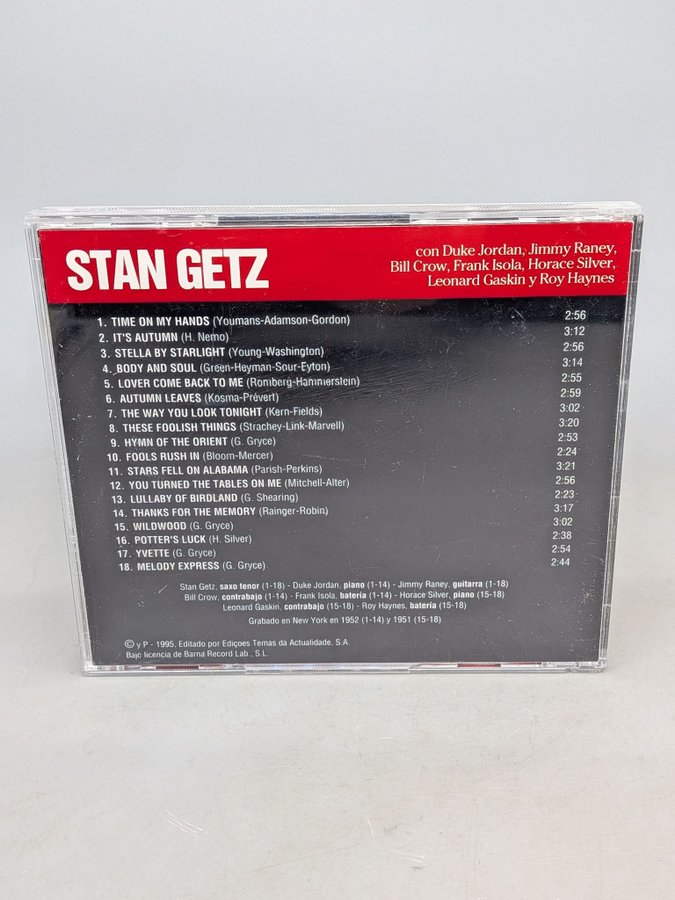 STAN GETZ
con Duke Jordan, Jimmy Raney,
Bill Crow, Frank Isola, Horace Silver,
Leonard Gaskin y Roy Haynes
1. TIME ON MY HANDS (Youmans-Adamson-Gordon) 2:56
2. IT'S AUTUMN (H. Nemo) 3:12
3. STELLA BY STARLIGHT (Young-Washington) 2:56
4. BODY AND SOUL (Green-Heyman-Sour-Eyton) 3:14
5. LOVER COME BACK TO ME (Romberg-Hammerstein) 2:55
6. AUTUMN LEAVES (Kosma-Prévert) 2:59
7. THE WAY YOU LOOK TONIGHT (Kern-Fields) 3:02
8. THESE FOOLISH THINGS (Strachey-Link-Marvell) 3:20
9. HYMN OF THE ORIENT (G. Gryce) 2:53
10. FOOLS RUSH IN (Bloom-Mercer) 2:24
11. STARS FELL ON ALABAMA (Parish-Perkins) 3:21
12. YOU TURNED THE TABLES ON ME (Mitchell-Alter) 2:56
13. LULLABY OF BIRDLAND (G. Shearing) 2:23
14. THANKS FOR THE MEMORY (Rainger-Robin) 3:17
15. WILDWOOD (G. Gryce) 3:02
16. POTTER'S LUCK (H. Silver) 2:38
17. YVETTE (G. Gryce) 2:54
18. MELODY EXPRESS (G. Gryce) 2:44
Stan Getz, saxo tenor (1-18) - Duke Jordan, piano (1-14) - Jimmy Raney, guitarra (1-18)
Bill Crow, contrabajo (1-14) - Frank Isola, batería (1-14) - Horace Silver, piano (15-18)
Leonard Gaskin, contrabajo (15-18) - Roy Haynes, batería (15-18)
Grabado en New York en 1952 (1-14) y 1951 (15-18)
© y P - 1995. Editado por Ediçoes Temas da Actualidade, S.A.
Bajo licencia de Barna Record Lab., S.L.